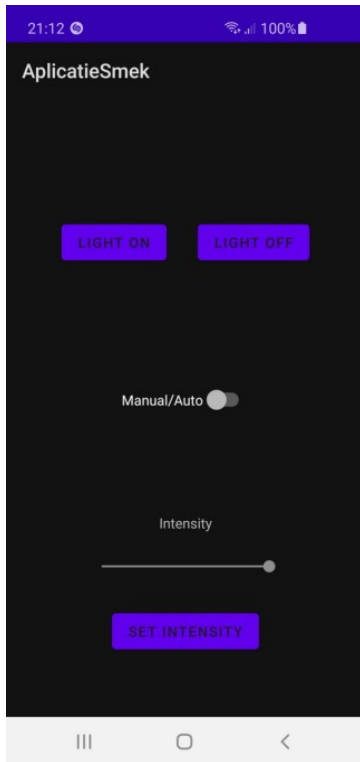 21:12 100%
AplicatieSmek
LIGHT ON LIGHT OFF
Manual/Auto
Intensity
SET INTENSITY